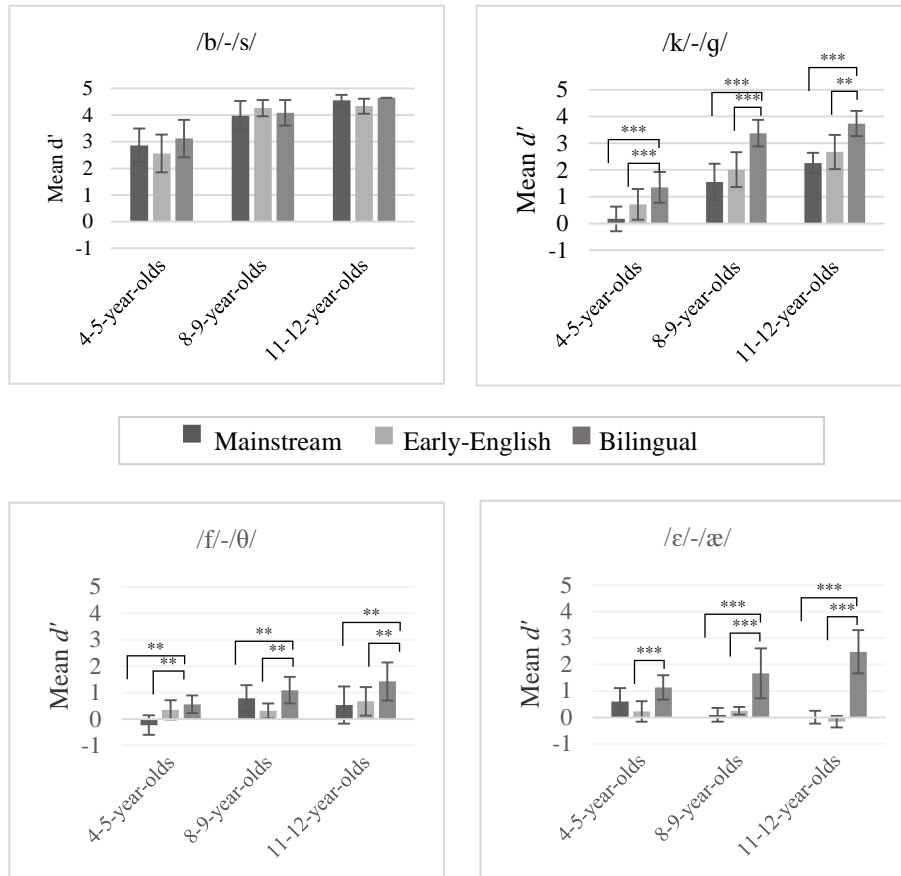 /b/-/s/
Mean d'
5
4
3
2
1
0
-1
4-5-year-olds
8-9-year-olds
11-12-year-olds
/k/-/ɡ/
Mean d'
5
4
3
2
1
0
-1
***
***
***
***
***
**
4-5-year-olds
8-9-year-olds
11-12-year-olds
Mainstream Early-English Bilingual
/f/-/θ/
Mean d'
5
4
3
2
1
0
-1
**
**
**
**
**
**
4-5-year-olds
8-9-year-olds
11-12-year-olds
/ɛ/-/æ/
Mean d'
5
4
3
2
1
0
-1
***
***
***
***
***
4-5-year-olds
8-9-year-olds
11-12-year-olds